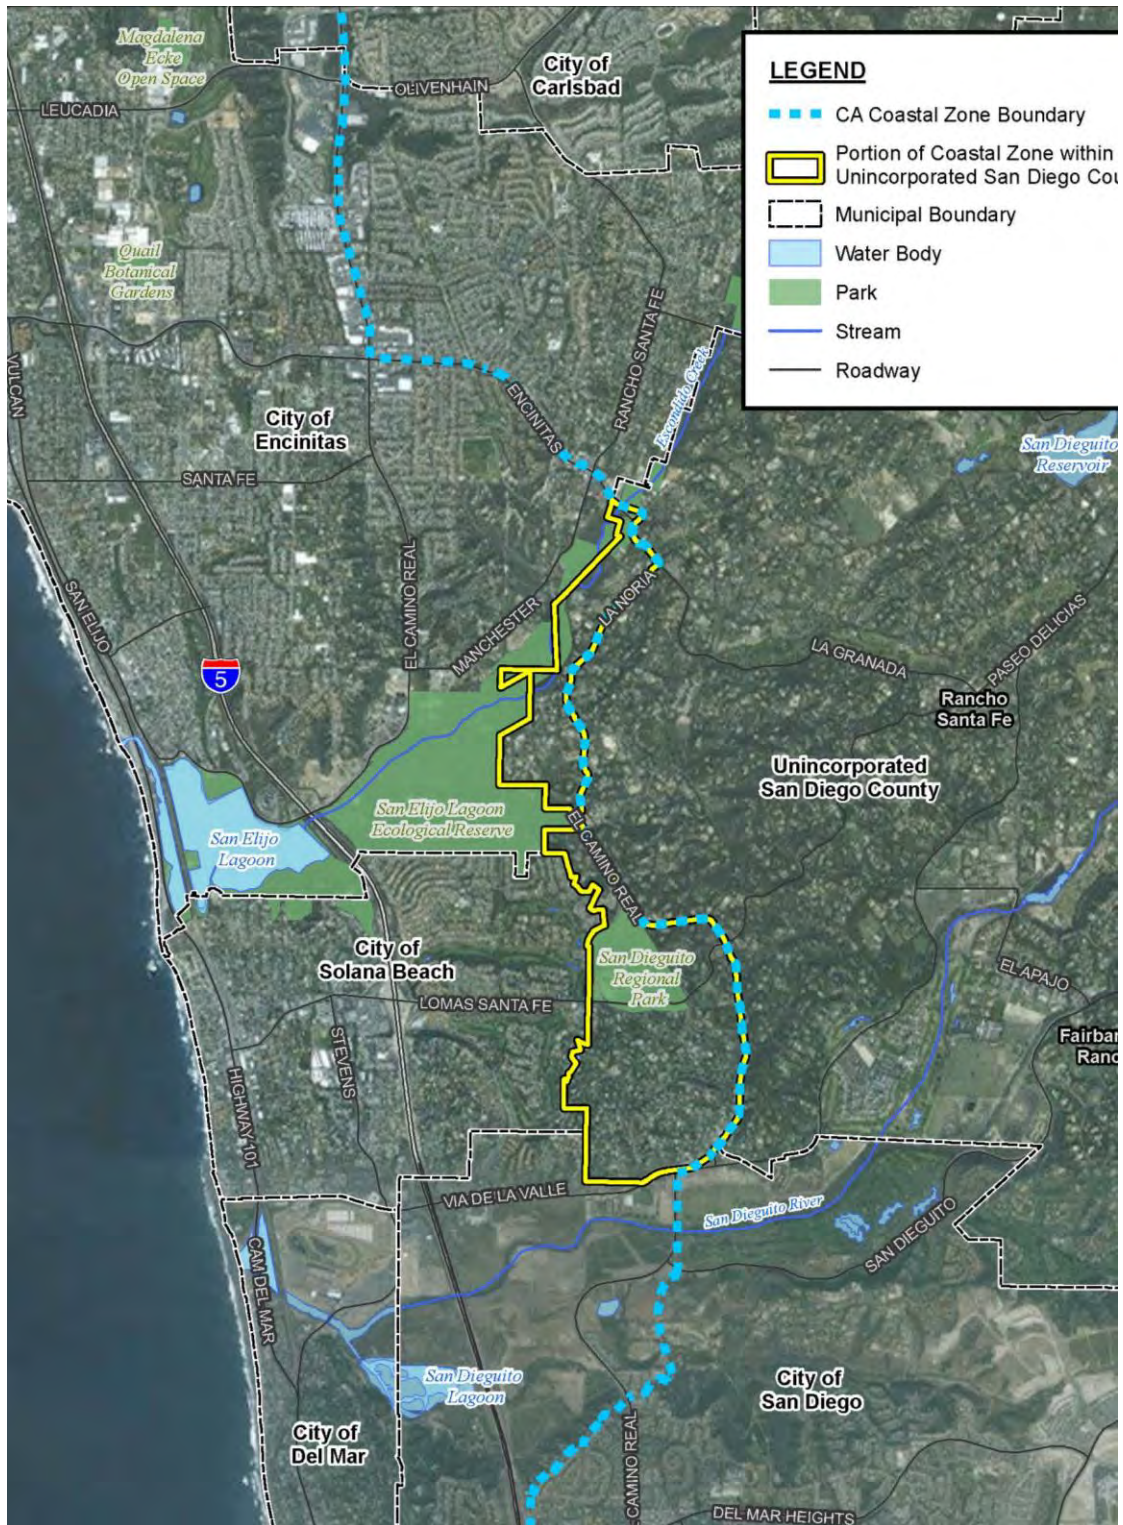 Magdalena
Ecke
Open Space
City of
Carlsbad
OLIVENHAIN
LEUCADIA
LEGEND
CA Coastal Zone Boundary
Portion of Coastal Zone within
Unincorporated San Diego Cou
Municipal Boundary
Water Body
Park
Stream
Roadway
Quail
Botanical
Gardens
VULCAN
RANCHO SANTA FE
Escondido Creek
ENCINITAS
City of
Encinitas
San Dieguito
Reservoir
SANTA FE
SAN ELIJO
EL CAMINO REAL
MANCHESTER
LA NORIA
LA GRANADA
PASEO DELICIAS
5
Rancho
Santa Fe
Unincorporated
San Diego County
San Elijo Lagoon
Ecological Reserve
San Elijo
Lagoon
EL CAMINO REAL
City of
Solana Beach
San Dieguito
Regional
Park
EL APAJO
LOMAS SANTA FE
STEVENS
HIGHWAY 101
Fairban
Ranc
VIA DE LA VALLE
San Dieguito River
SAN DIEGUITO
CAM DEL MAR
San Dieguito
Lagoon
City of
San Diego
City of
Del Mar
L CAMINO REAL
DEL MAR HEIGHTS